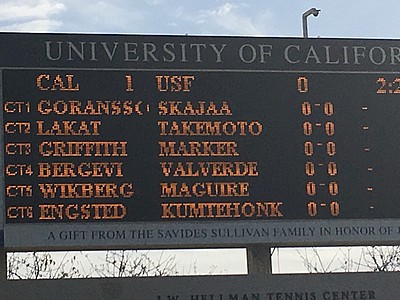 UNIVERSITY OF CALIFOR
CAL 1 USF 0 2:2
CT1 GORANSSO SKAJAA 0-0 -
CT2 LAKAT TAKEMOTO 0-0 -
CT3 GRIFFITH MARKER 0-0 -
CT4 BERGEVI VALVERDE 0-0 -
CT5 WIKBERG MAGUIRE 0-0 -
CT6 ENGSTED KUMTEHONK 0-0 -
A GIFT FROM THE SAVIDES SULLIVAN FAMILY IN HONOR OF
HELLMAN TENNIS CENTER